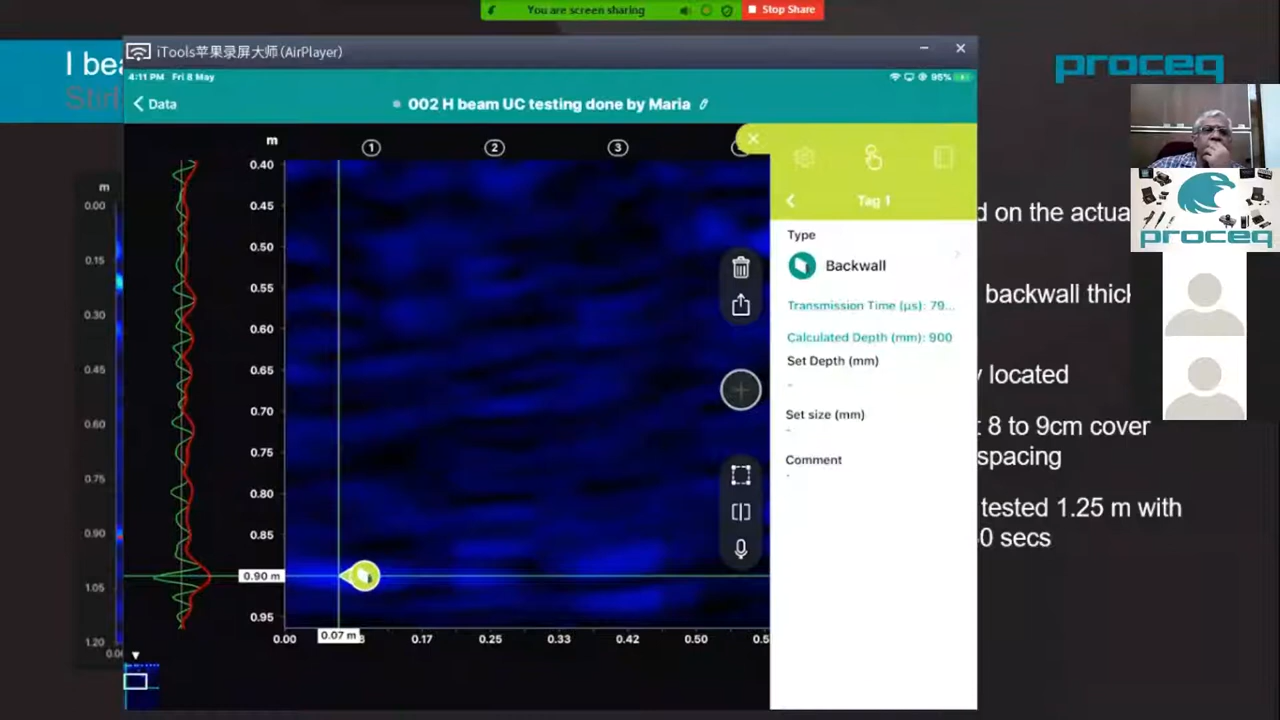 You are screen sharing
Stop Share
I bea
iTools苹果录屏大师(AirPlayer)
proceq
4:11 PM Fri 8 May
95%
Data
002 H beam UC testing done by Maria
m
1
2
3
0.40
0.45
0.50
0.55
0.60
0.65
0.70
0.75
0.80
0.85
0.90 m
0.95
0.00
0.07 m
0.17
0.25
0.33
0.42
0.50
0.5
Tag 1
Type
Backwall
Transmission Time (µs): 79...
Calculated Depth (mm): 900
Set Depth (mm)
-
Set size (mm)
-
Comment
-
m
0.00
0.15
0.30
0.45
0.60
0.75
0.90
1.05
1.20
0.0
proceq
d on the actua
backwall thick
y located
t 8 to 9cm cover
spacing
tested 1.25 m with
0 secs